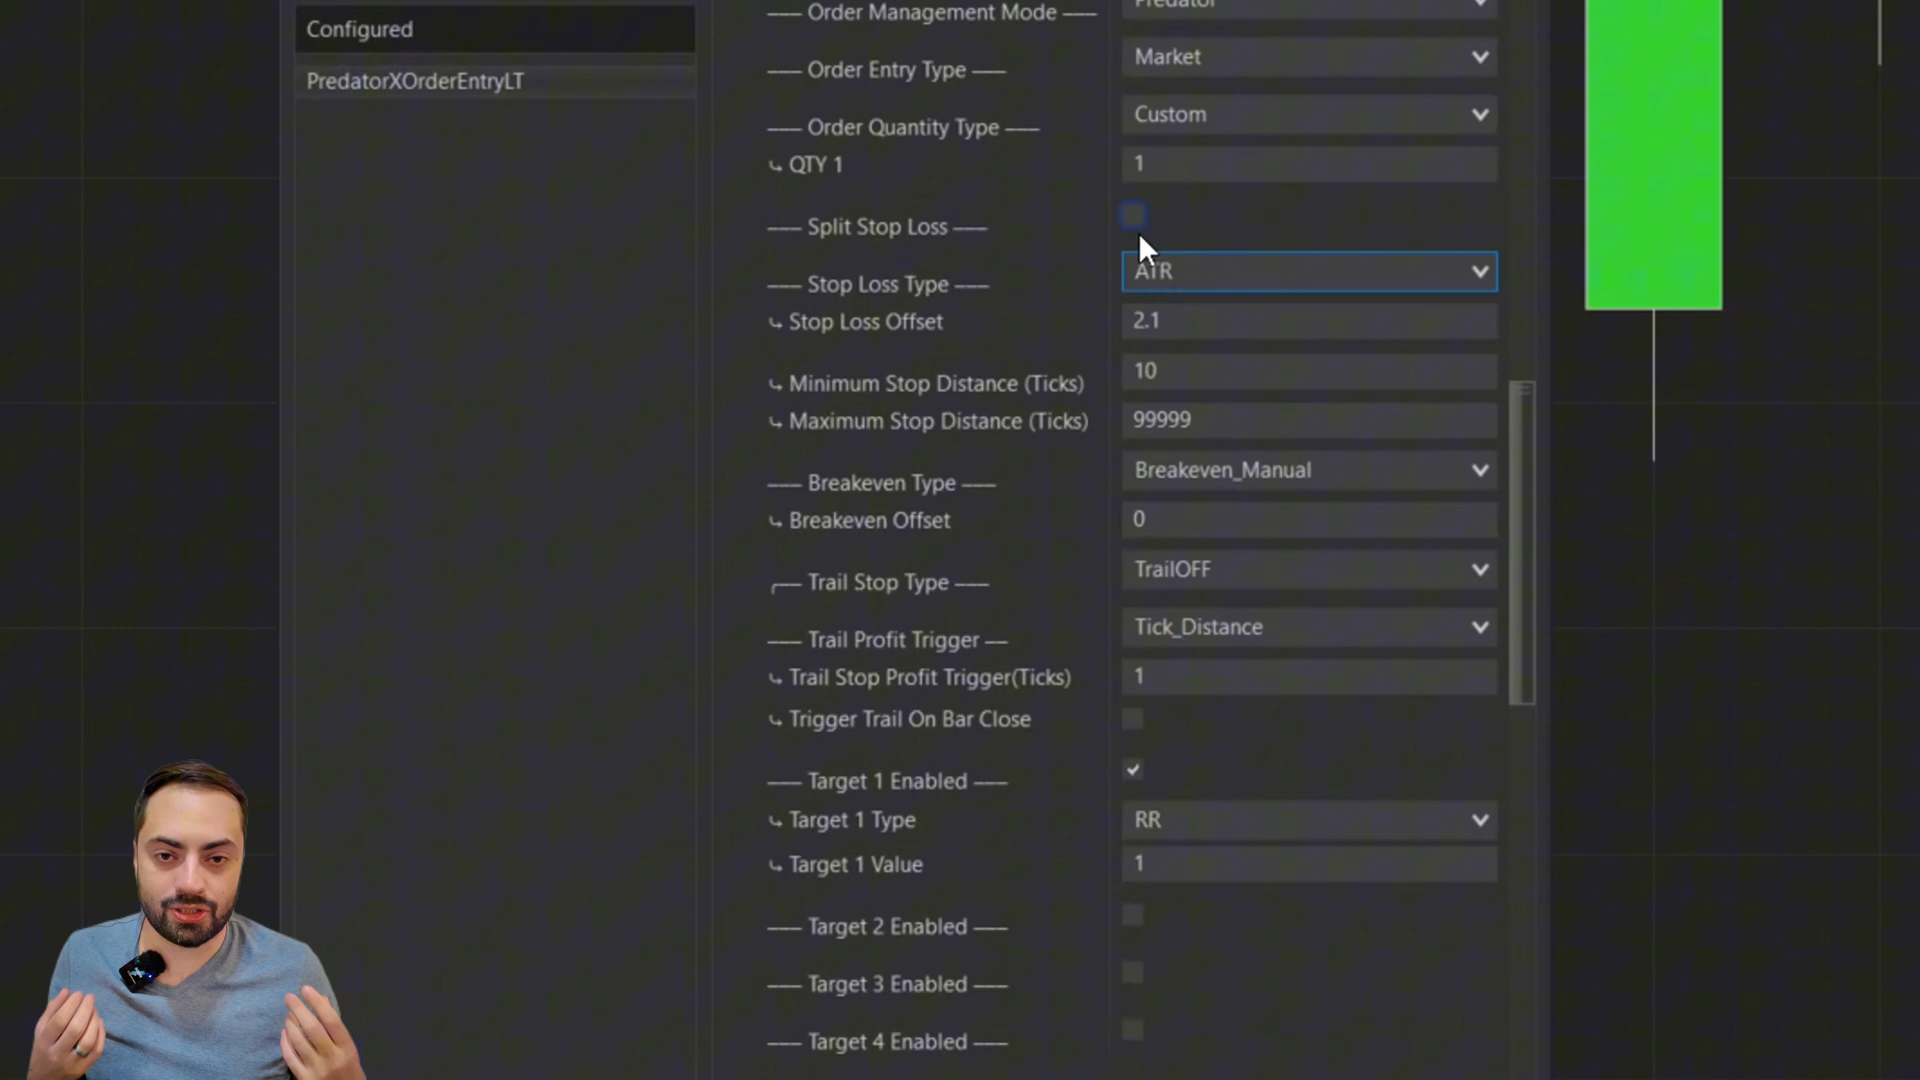 Configured
PredatorXOrderEntryLT
─── Order Management Mode ─── Predator
─── Order Entry Type ─── Market
─── Order Quantity Type ─── Custom
⤷ QTY 1 1
─── Split Stop Loss ───
─── Stop Loss Type ─── ATR
⤷ Stop Loss Offset 2.1
⤷ Minimum Stop Distance (Ticks) 10
⤷ Maximum Stop Distance (Ticks) 99999
─── Breakeven Type ─── Breakeven_Manual
⤷ Breakeven Offset 0
┌── Trail Stop Type ─── TrailOFF
─── Trail Profit Trigger ── Tick_Distance
⤷ Trail Stop Profit Trigger(Ticks) 1
⤷ Trigger Trail On Bar Close
─── Target 1 Enabled ───
⤷ Target 1 Type RR
⤷ Target 1 Value 1
─── Target 2 Enabled ───
─── Target 3 Enabled ───
─── Target 4 Enabled ───